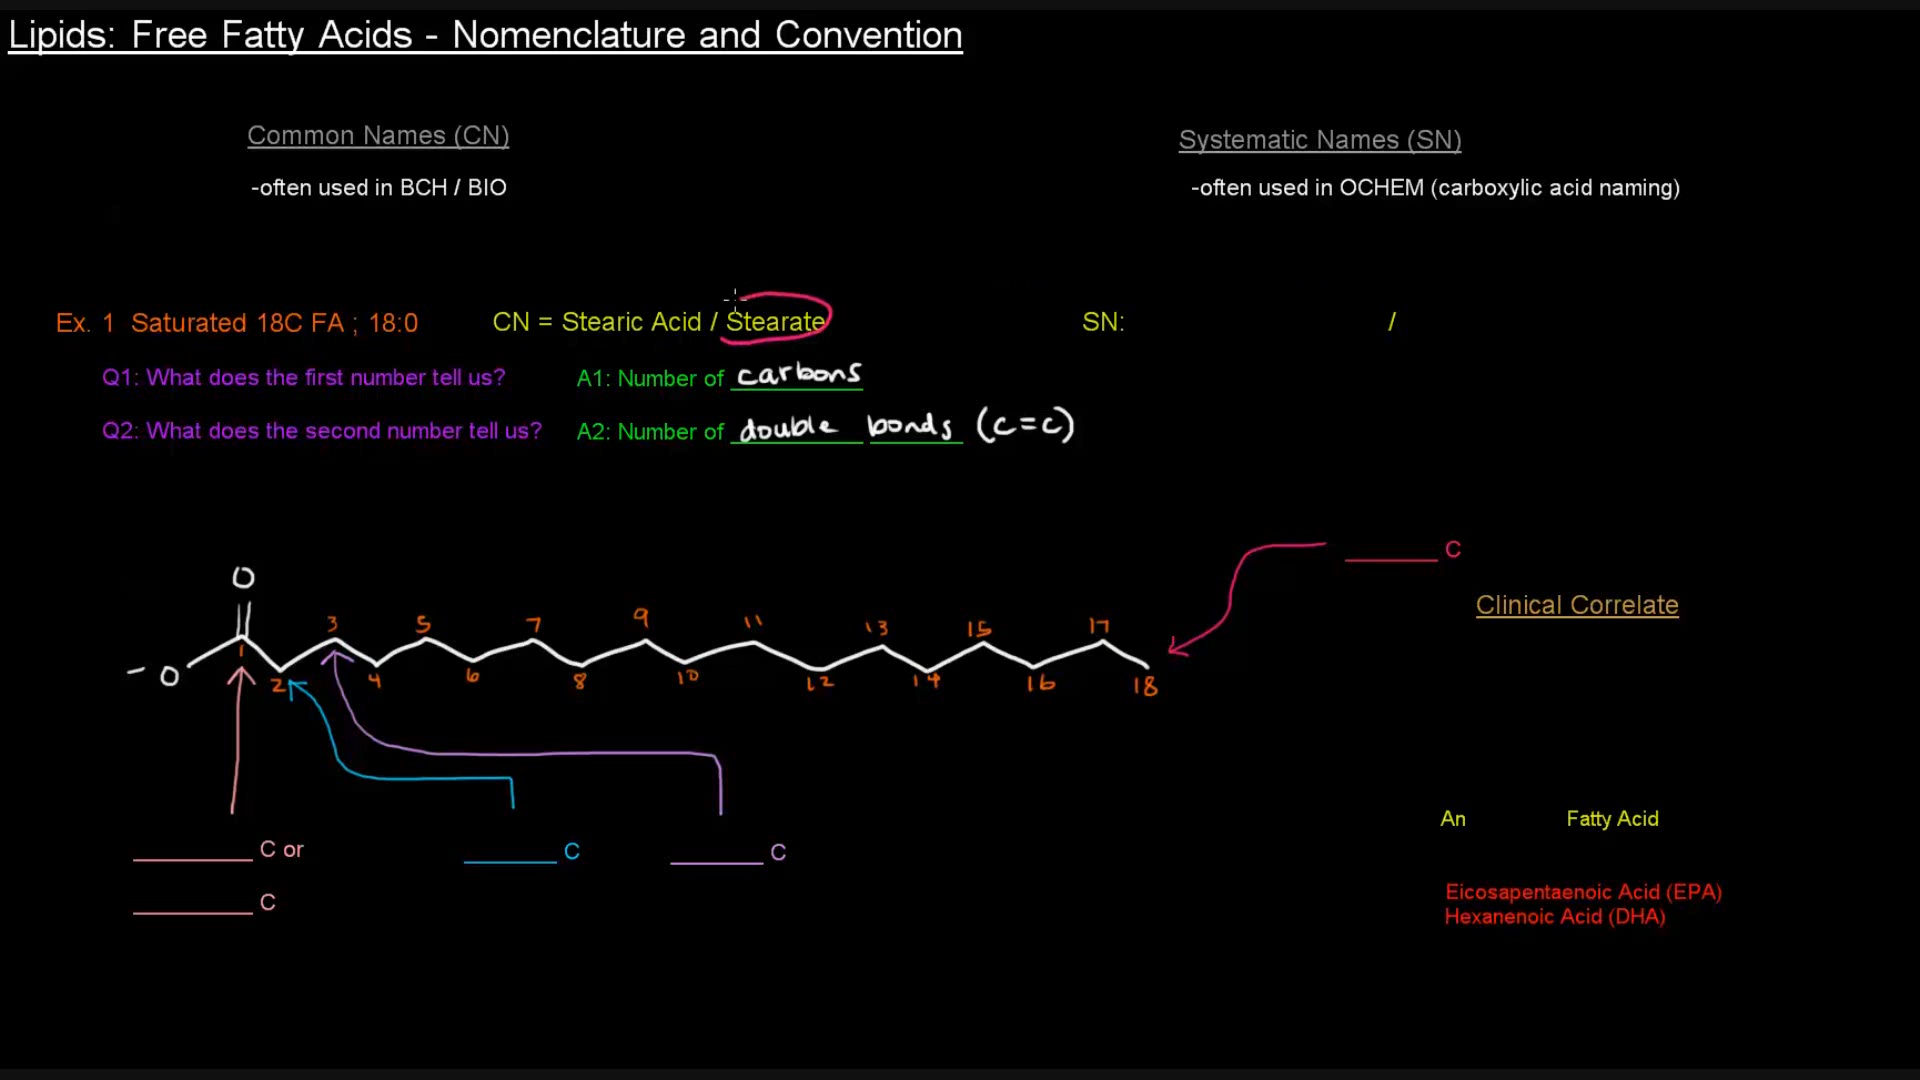 Lipids: Free Fatty Acids - Nomenclature and Convention
Common Names (CN)
Systematic Names (SN)
-often used in BCH / BIO
-often used in OCHEM (carboxylic acid naming)
Ex. 1 Saturated 18C FA ; 18:0
CN = Stearic Acid / Stearate
SN: /
Q1: What does the first number tell us?
A1: Number of carbons
Q2: What does the second number tell us?
A2: Number of double bonds (c=c)
C
O
Clinical Correlate
3 5 7 9 11 13 15 17
1
- O
2 4 6 8 10 12 14 16 18
An Fatty Acid
C or
C
C
C
Eicosapentaenoic Acid (EPA)
Hexanenoic Acid (DHA)